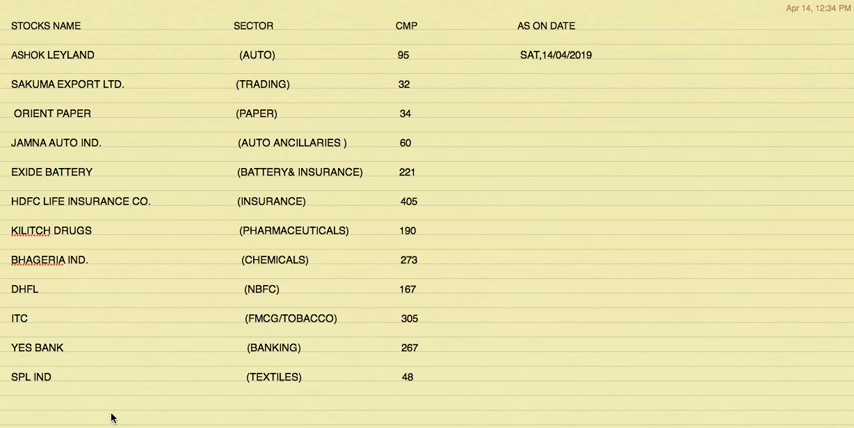 Apr 14, 12:34 PM
STOCKS NAME SECTOR CMP AS ON DATE
ASHOK LEYLAND (AUTO) 95 SAT,14/04/2019
SAKUMA EXPORT LTD. (TRADING) 32
ORIENT PAPER (PAPER) 34
JAMNA AUTO IND. (AUTO ANCILLARIES ) 60
EXIDE BATTERY (BATTERY& INSURANCE) 221
HDFC LIFE INSURANCE CO. (INSURANCE) 405
KILITCH DRUGS (PHARMACEUTICALS) 190
BHAGERIA IND. (CHEMICALS) 273
DHFL (NBFC) 167
ITC (FMCG/TOBACCO) 305
YES BANK (BANKING) 267
SPL IND (TEXTILES) 48